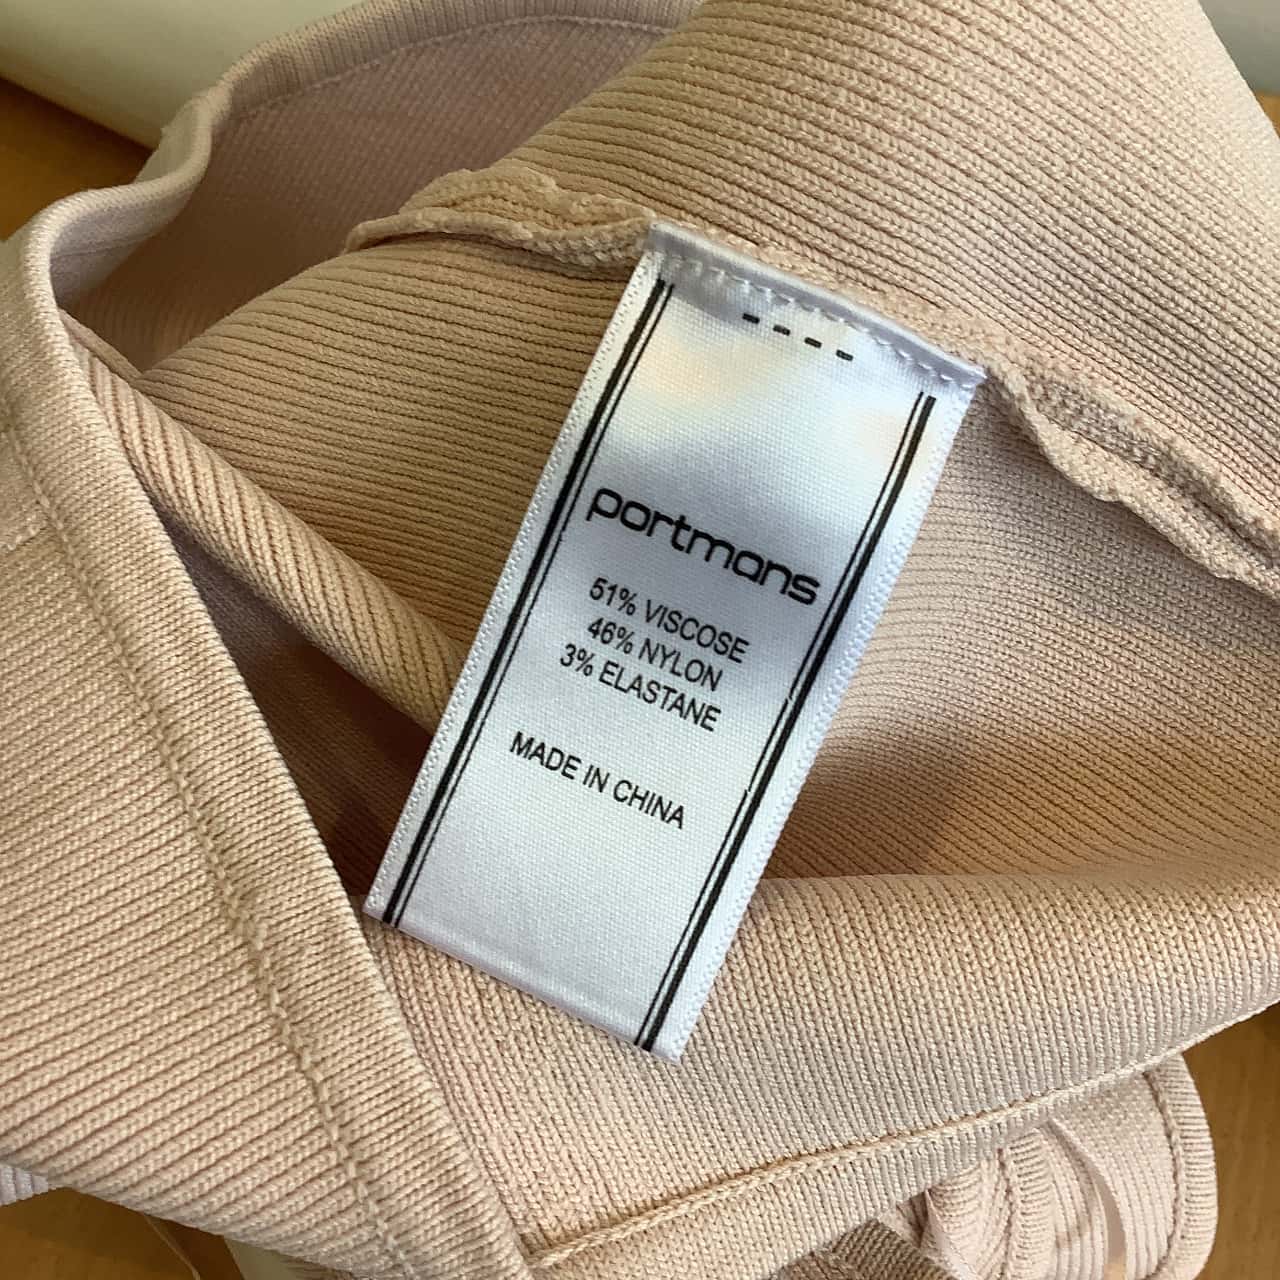 portmans
51% VISCOSE
46% NYLON
3% ELASTANE
MADE IN CHINA